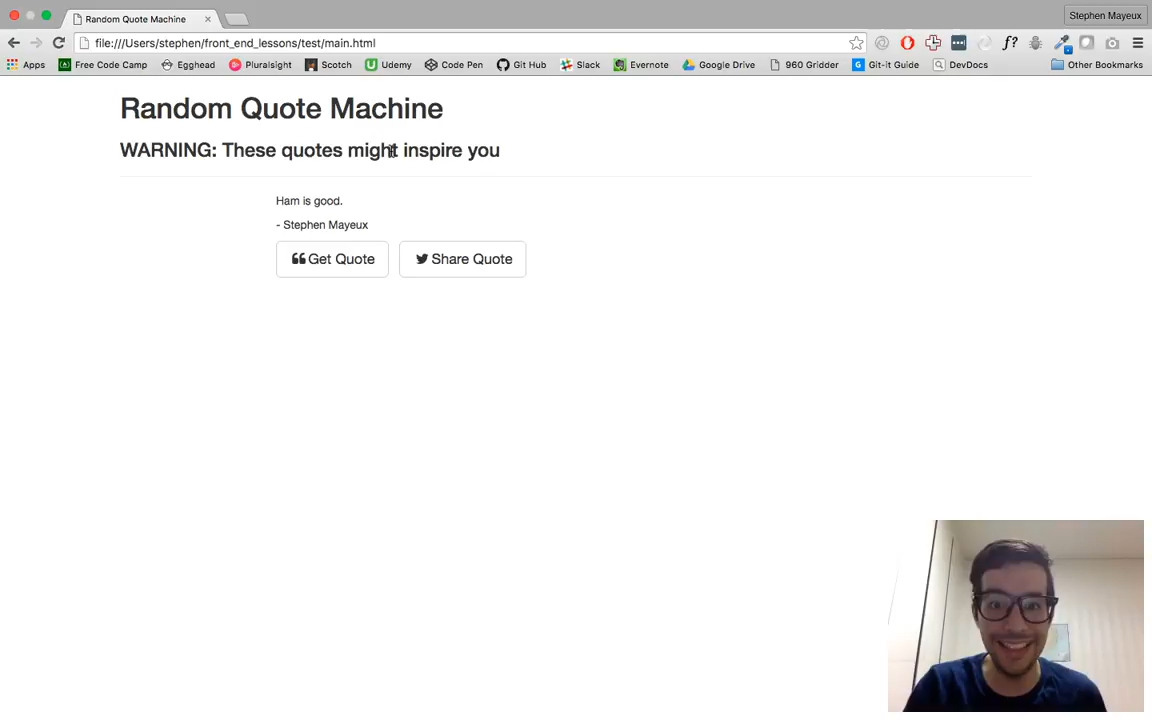 Random Quote Machine
Stephen Mayeux
file:///Users/stephen/front_end_lessons/test/main.html
f?
Apps Free Code Camp Egghead Pluralsight Scotch Udemy Code Pen Git Hub Slack Evernote Google Drive 960 Gridder Git-it Guide DevDocs Other Bookmarks
Random Quote Machine
WARNING: These quotes might inspire you
Ham is good.
- Stephen Mayeux
Get Quote Share Quote